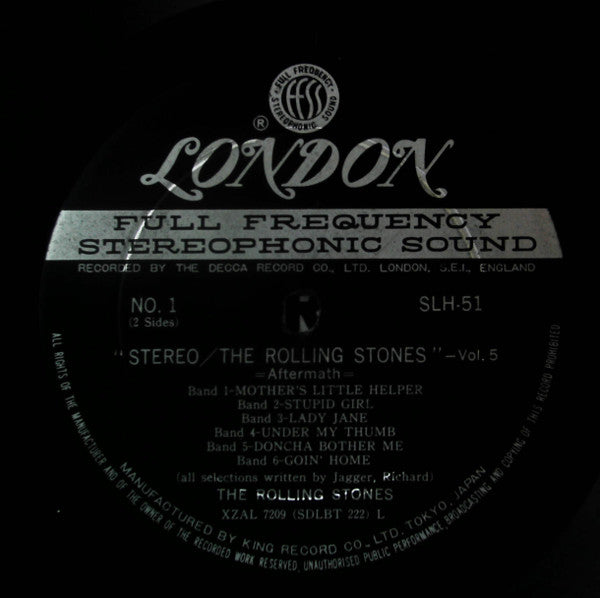 FULL FREQUENCY
FFSS
STEREOPHONIC SOUND
®
LONDON
FULL FREQUENCY
STEREOPHONIC SOUND
RECORDED BY THE DECCA RECORD CO., LTD. LONDON, S.E.I., ENGLAND
NO. 1
(2 Sides)
SLH-51
"STEREO/THE ROLLING STONES"-Vol. 5
=Aftermath=
Band 1-MOTHER'S LITTLE HELPER
Band 2-STUPID GIRL
Band 3-LADY JANE
Band 4-UNDER MY THUMB
Band 5-DONCHA BOTHER ME
Band 6-GOIN' HOME
(all selections written by Jagger, Richard)
THE ROLLING STONES
XZAL 7209 (SDLBT 222) L
MANUFACTURED BY KING RECORD CO., LTD. TOKYO, JAPAN
ALL RIGHTS OF THE MANUFACTURER AND OF THE OWNER OF THE RECORDED WORK RESERVED. UNAUTHORISED PUBLIC PERFORMANCE BROADCASTING AND COPYING OF THIS RECORD PROHIBITED